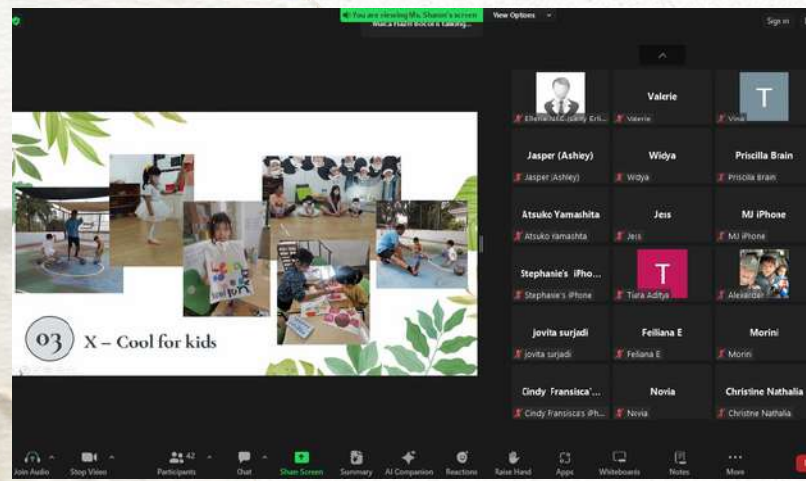 You are viewing Ms. Sharon's screen
View Options
Sign in
talking...
Valerie
T
Valerie
Vina
Jasper (Ashley)
Widya
Priscilla Brain
Jasper (Ashley)
Widya
Priscilla Brain
Atsuko Yamashita
Jess
MJ iPhone
Atsuko Yamashita
Jess
MJ iPhone
Stephanie's iPho...
T
Stephanie's iPhone
Tiara Aditya
Alexander
jovita surjadi
Feiliana E
Morini
jovita surjadi
Feiliana E
Morini
Cindy Fransisca'...
Novia
Christine Nathalia
Cindy Fransisca's iPh...
Novia
Christine Nathalia
03 X – Cool for kids
Join Audio
Stop Video
42
Participants
Chat
Share Screen
Summary
AI Companion
Reactions
Raise Hand
Apps
Whiteboards
Notes
More